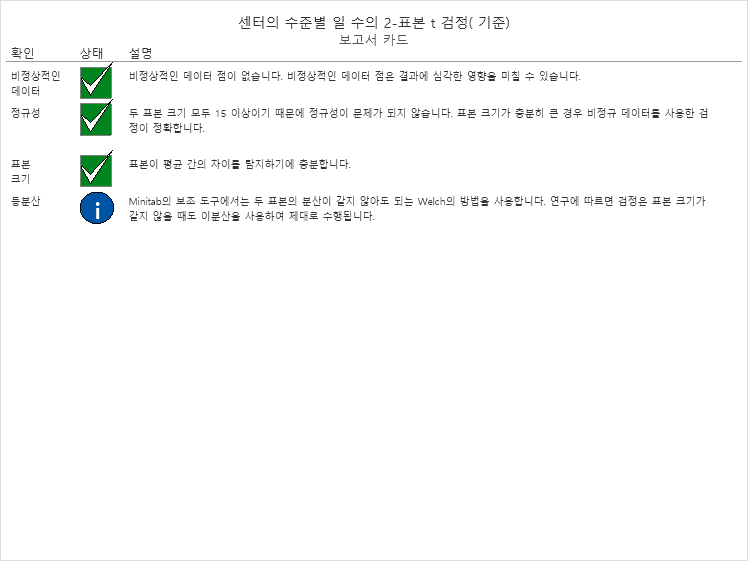 센터의 수준별 일 수의 2-표본 t 검정( 기준)
보고서 카드
확인 상태 설명
비정상적인
데이터
비정상적인 데이터 점이 없습니다. 비정상적인 데이터 점은 결과에 심각한 영향을 미칠 수 있습니다.
정규성
두 표본 크기 모두 15 이상이기 때문에 정규성이 문제가 되지 않습니다. 표본 크기가 충분히 큰 경우 비정규 데이터를 사용한 검
정이 정확합니다.
표본
크기
표본이 평균 간의 차이를 탐지하기에 충분합니다.
등분산
Minitab의 보조 도구에서는 두 표본의 분산이 같지 않아도 되는 Welch의 방법을 사용합니다. 연구에 따르면 검정은 표본 크기가
같지 않을 때도 이분산을 사용하여 제대로 수행됩니다.